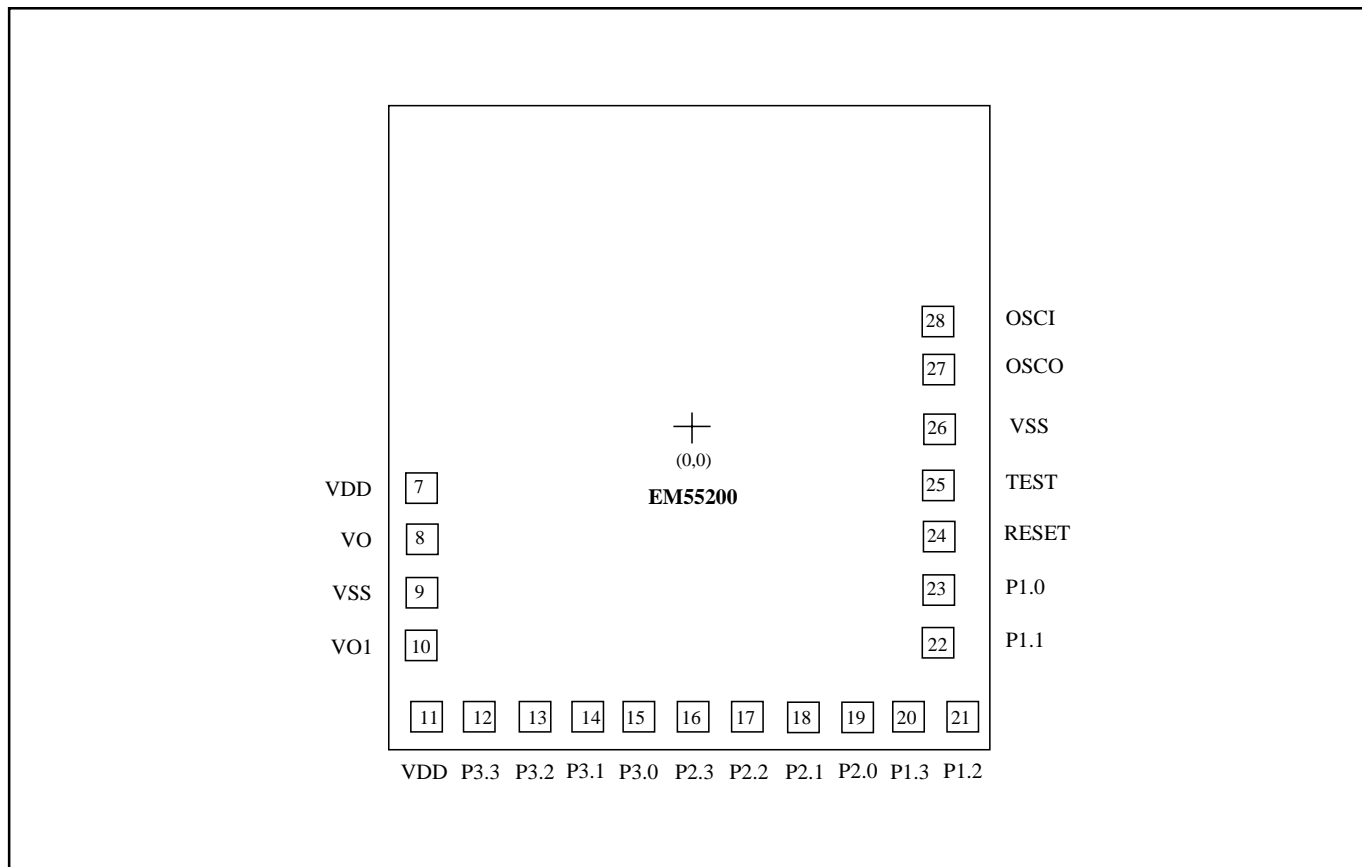 28 OSCI
27 OSCO
26 VSS
(0,0)
VDD 7 EM55200 25 TEST
VO 8 24 RESET
VSS 9 23 P1.0
VO1 10 22 P1.1
11 12 13 14 15 16 17 18 19 20 21
VDD P3.3 P3.2 P3.1 P3.0 P2.3 P2.2 P2.1 P2.0 P1.3 P1.2